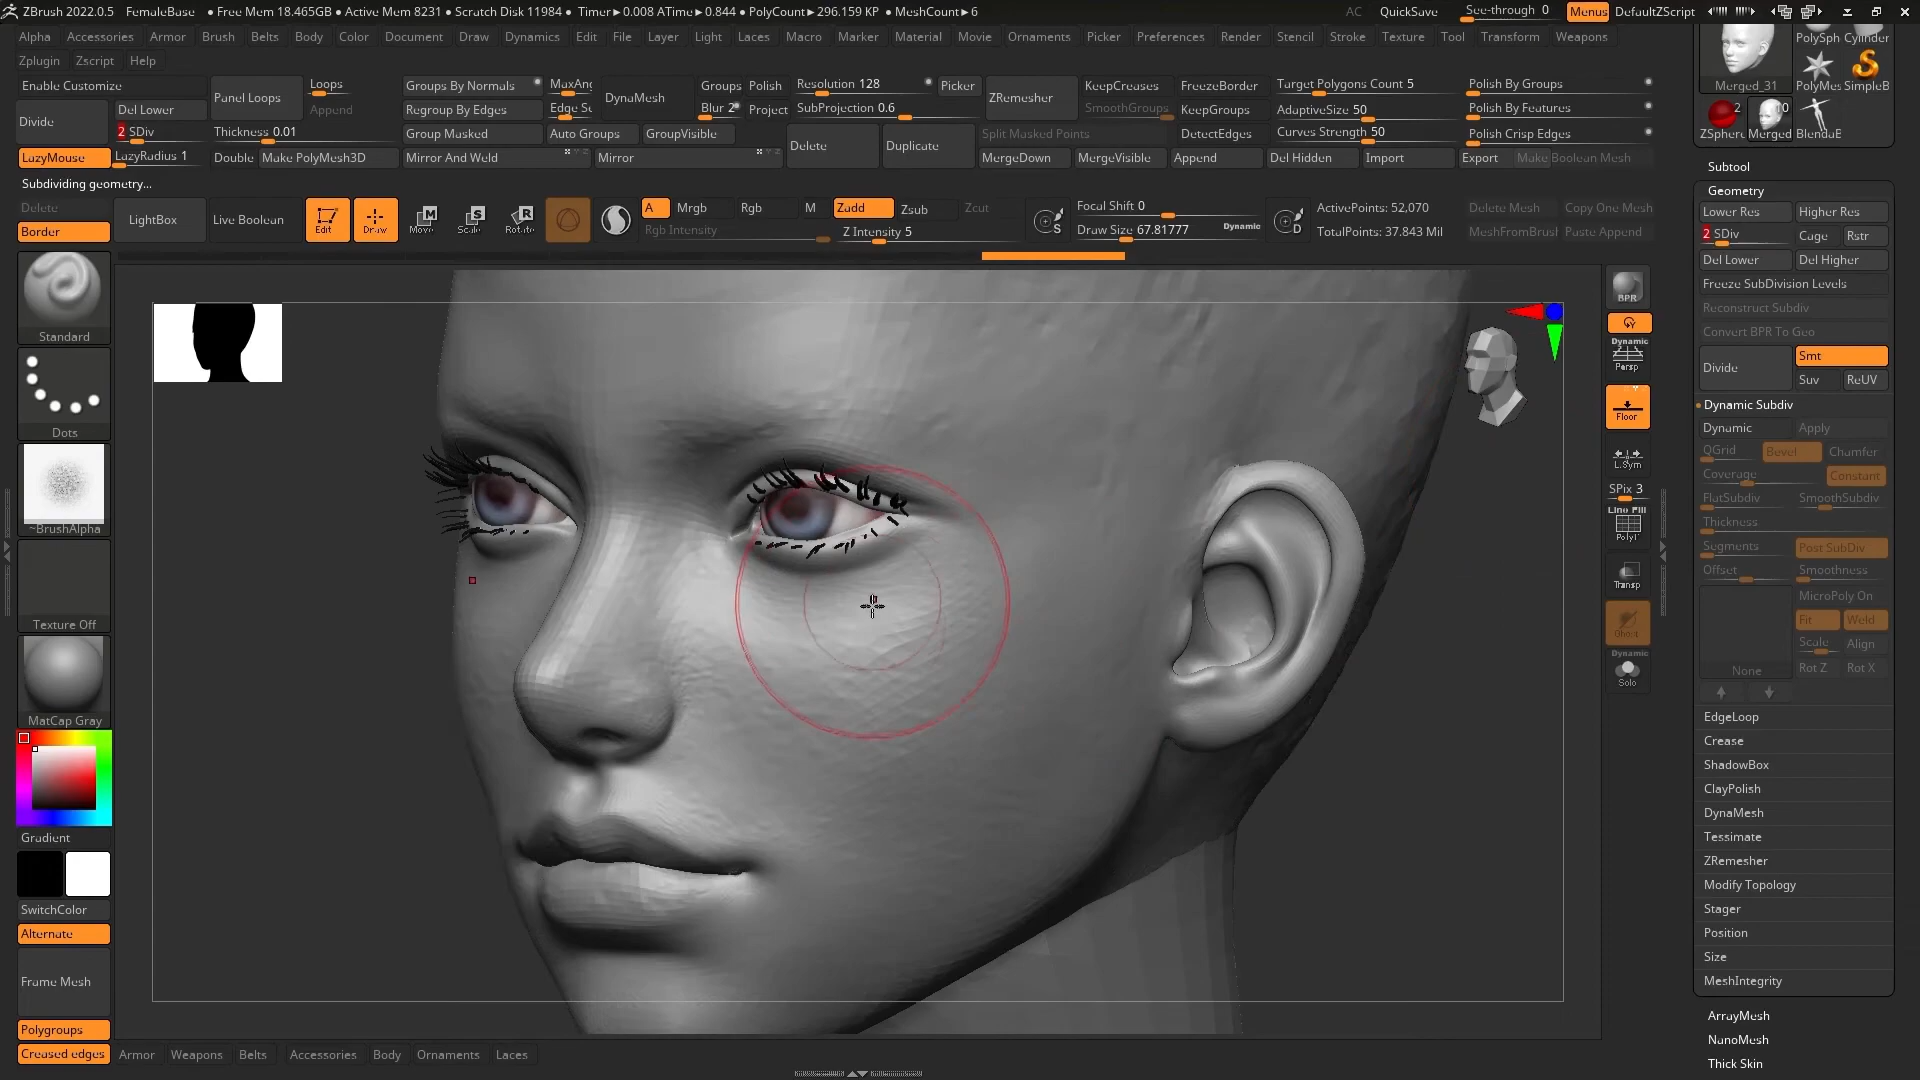 ZBrush 2022.0.5 FemaleBase • Free Mem 18.465GB • Active Mem 8231 • Scratch Disk 11984 • Timer▸0.008 ATime▸0.844 • PolyCount▸296.159 KP • MeshCount▸6 AC QuickSave See-through 0 Menus DefaultZScript
Alpha Accessories Armor Brush Belts Body Color Document Draw Dynamics Edit File Layer Light Laces Macro Marker Material Movie Ornaments Picker Preferences Render Stencil Stroke Texture Tool Transform Weapons
Zplugin Zscript Help
PolySph Cylinder
Merged_31 PolyMes SimpleB
2 10
ZSphere Merged BlendaE
Enable Customize Panel Loops Loops Groups By Normals MaxAng DynaMesh Groups Polish Resolution 128 Picker ZRemesher KeepCreases FreezeBorder Target Polygons Count 5 Polish By Groups
Divide Del Lower Append Regroup By Edges Edge Se Blur 2 Project SubProjection 0.6 SmoothGroups KeepGroups AdaptiveSize 50 Polish By Features
2 SDiv Thickness 0.01 Group Masked Auto Groups GroupVisible Delete Duplicate Split Masked Points DetectEdges Curves Strength 50 Polish Crisp Edges
LazyMouse LazyRadius 1 Double Make PolyMesh3D Mirror And Weld Mirror MergeDown MergeVisible Append Del Hidden Import Export Make Boolean Mesh
Subdividing geometry...
Delete LightBox Live Boolean Edit Draw Move Scale Rotate A Mrgb Rgb M Zadd Zsub Zcut S Focal Shift 0 D ActivePoints: 52,070 Delete Mesh Copy One Mesh
Border Rgb Intensity Z Intensity 5 Draw Size 67.81777 Dynamic TotalPoints: 37.843 Mil MeshFromBrush Paste Append
Standard
Dots
~BrushAlpha
Texture Off
MatCap Gray
Gradient
SwitchColor
Alternate
Frame Mesh
Polygroups
Creased edges
BPR
Dynamic
Persp
Floor
L.Sym
SPix 3
Line Fill
PolyF
Transp
Ghost
Dynamic
Solo
Subtool
Geometry
Lower Res Higher Res
2 SDiv Cage Rstr
Del Lower Del Higher
Freeze SubDivision Levels
Reconstruct Subdiv
Convert BPR To Geo
Divide Smt
Suv ReUV
Dynamic Subdiv
Dynamic Apply
QGrid Bevel Chamfer
Coverage Constant
FlatSubdiv SmoothSubdiv
Thickness
Segments Post SubDiv
Offset Smoothness
MicroPoly On
Fit Weld
Scale Align
None Rot Z Rot X
EdgeLoop
Crease
ShadowBox
ClayPolish
DynaMesh
Tessimate
ZRemesher
Modify Topology
Stager
Position
Size
MeshIntegrity
ArrayMesh
NanoMesh
Thick Skin
Armor Weapons Belts Accessories Body Ornaments Laces